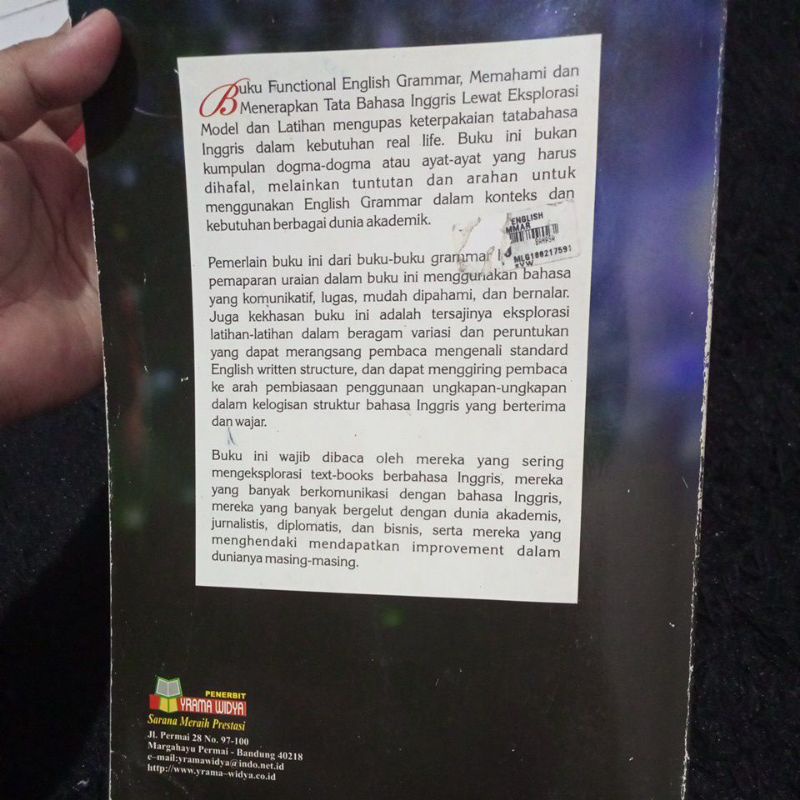 Buku Functional English Grammar, Memahami dan
Menerapkan Tata Bahasa Inggris Lewat Eksplorasi
Model dan Latihan mengupas keterpakaian tatabahasa
Inggris dalam kebutuhan real life. Buku ini bukan
kumpulan dogma-dogma atau ayat-ayat yang harus
dihafal, melainkan tuntutan dan arahan untuk
menggunakan English Grammar dalam konteks dan
kebutuhan berbagai dunia akademik.
ENGLISH
MMAR
BAHASA
MLG180217591
Pemerlain buku ini dari buku-buku grammar
pemaparan uraian dalam buku ini menggunakan bahasa
yang komunikatif, lugas, mudah dipahami, dan bernalar.
Juga kekhasan buku ini adalah tersajinya eksplorasi
latihan-latihan dalam beragam variasi dan peruntukan
yang dapat merangsang pembaca mengenali standard
English written structure, dan dapat menggiring pembaca
ke arah pembiasaan penggunaan ungkapan-ungkapan
dalam kelogisan struktur bahasa Inggris yang berterima
dan wajar.
Buku ini wajib dibaca oleh mereka yang sering
mengeksplorasi text-books berbahasa Inggris, mereka
yang banyak berkomunikasi dengan bahasa Inggris,
mereka yang banyak bergelut dengan dunia akademis,
jurnalistis, diplomatis, dan bisnis, serta mereka yang
menghendaki mendapatkan improvement dalam
dunianya masing-masing.
PENERBIT
YRAMA WIDYA
Sarana Meraih Prestasi
Jl. Permai 28 No. 97-100
Margahayu Permai - Bandung 40218
e-mail:yramawidya@indo.net.id
http://www.yrama-widya.co.id